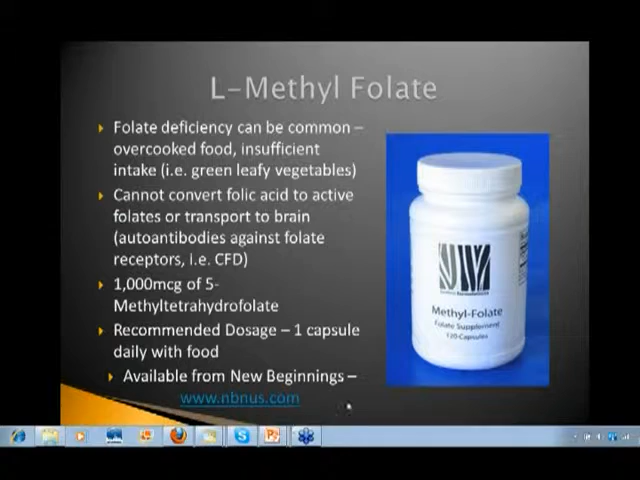 L-Methyl Folate
Folate deficiency can be common –
overcooked food, insufficient
intake (i.e. green leafy vegetables)
Cannot convert folic acid to active
folates or transport to brain
(autoantibodies against folate
receptors, i.e. CFD)
1,000mcg of 5-
Methyltetrahydrofolate
Recommended Dosage – 1 capsule
daily with food
Available from New Beginnings –
www.nbnus.com
Methyl-Folate
Folate Supplement
120-Capsules